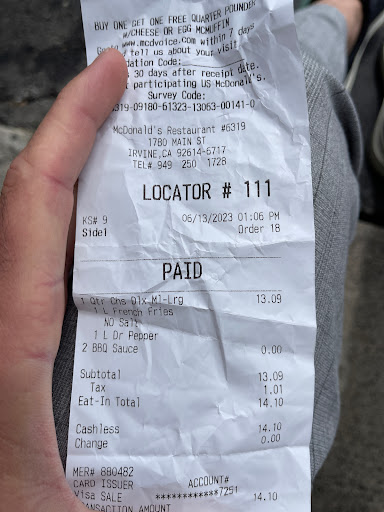 BUY ONE GET ONE FREE QUARTER POUNDER
W/CHEESE OR EGG MCMUFFIN
www.mcdvoice.com within 7 days
tell us about your visit
dation Code:
30 days after receipt date.
participating US McDonald's.
Survey Code:
319-09180-61323-13063-00141-0
McDonald's Restaurant #6319
1780 MAIN ST
IRVINE,CA 92614-6717
TEL# 949 250 1728
LOCATOR # 111
KS# 9 06/13/2023 01:06 PM
Side1 Order 18
PAID
1 Qtr Chs Dlx Ml-Lrg 13.09
1 L French Fries
NO Salt
1 L Dr Pepper
2 BBQ Sauce 0.00
Subtotal 13.09
Tax 1.01
Eat-In Total 14.10
Cashless 14.10
Change 0.00
MER# 880482
CARD ISSUER ACCOUNT#
Visa SALE ************7251 14.10
TRANSACTION AMOUNT